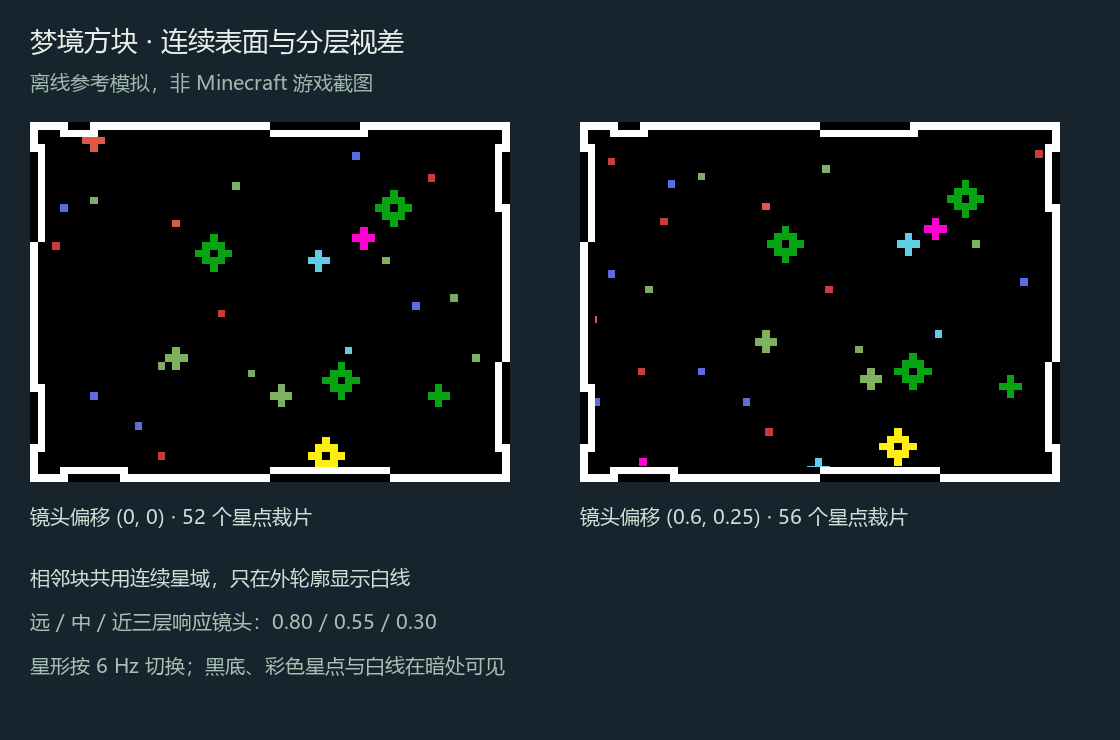 梦境方块 · 连续表面与分层视差
离线参考模拟，非 Minecraft 游戏截图
镜头偏移 (0, 0) · 52 个星点裁片
镜头偏移 (0.6, 0.25) · 56 个星点裁片
相邻块共用连续星域，只在外轮廓显示白线
远 / 中 / 近三层响应镜头：0.80 / 0.55 / 0.30
星形按 6 Hz 切换；黑底、彩色星点与白线在暗处可见